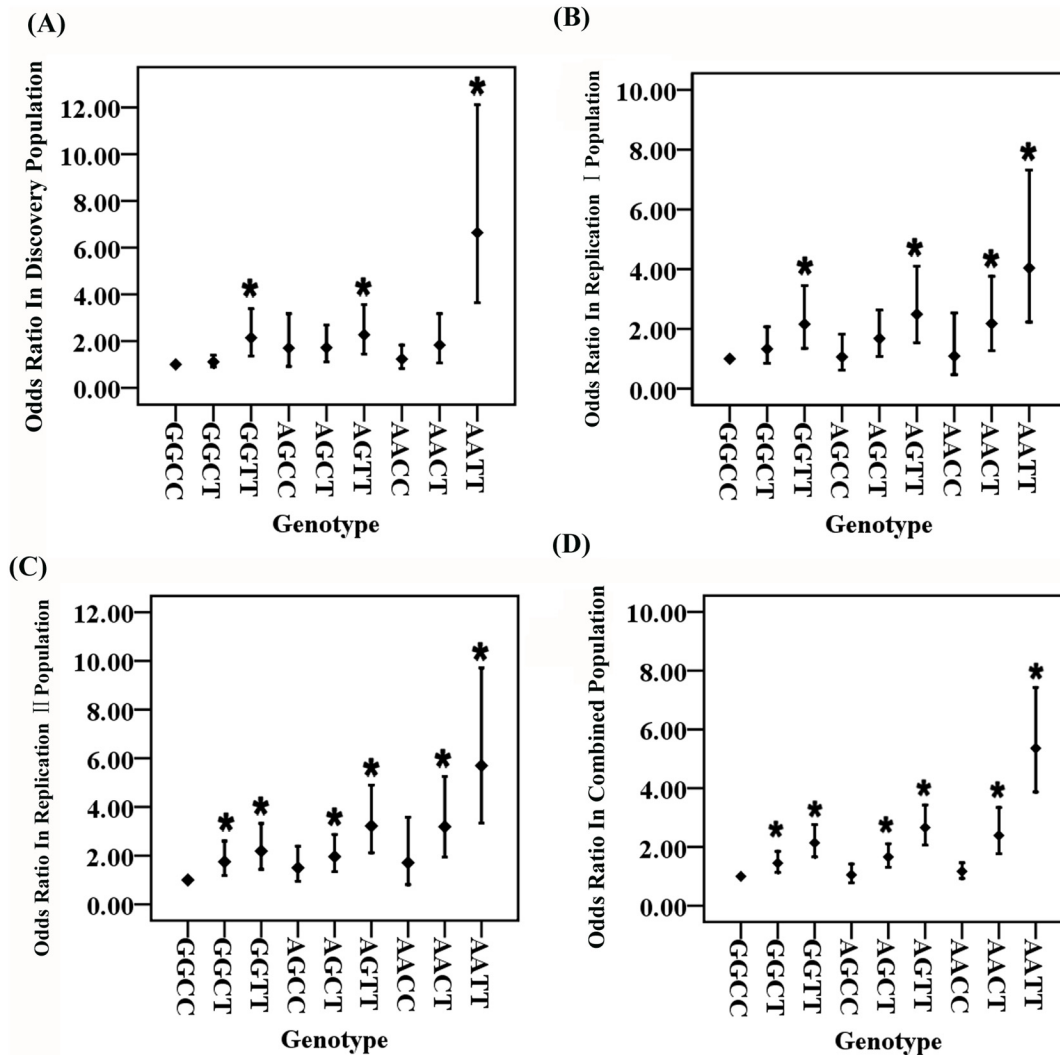 (A)
Odds Ratio In Discovery Population
12.00
10.00
8.00
6.00
4.00
2.00
0.00
*
*
*
GGCC
GGCT
GGTT
AGCC
AGCT
AGTT
AACC
AACT
AATT
Genotype
(B)
Odds Ratio In Replication Ⅰ Population
10.00
8.00
6.00
4.00
2.00
0.00
*
*
*
*
GGCC
GGCT
GGTT
AGCC
AGCT
AGTT
AACC
AACT
AATT
Genotype
(C)
Odds Ratio In Replication Ⅱ Population
12.00
10.00
8.00
6.00
4.00
2.00
0.00
*
*
*
*
*
*
GGCC
GGCT
GGTT
AGCC
AGCT
AGTT
AACC
AACT
AATT
Genotype
(D)
Odds Ratio In Combined Population
10.00
8.00
6.00
4.00
2.00
0.00
*
*
*
*
*
*
GGCC
GGCT
GGTT
AGCC
AGCT
AGTT
AACC
AACT
AATT
Genotype